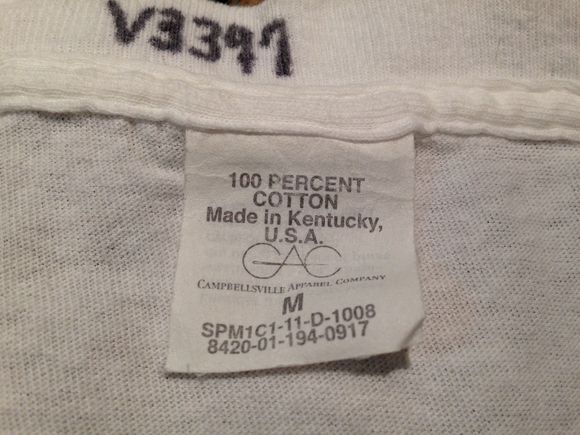 V3397
100 PERCENT
COTTON
Made in Kentucky,
U.S.A.
CAC
CAMPBELLSVILLE APPAREL COMPANY
M
SPM1C1-11-D-1008
8420-01-194-0917